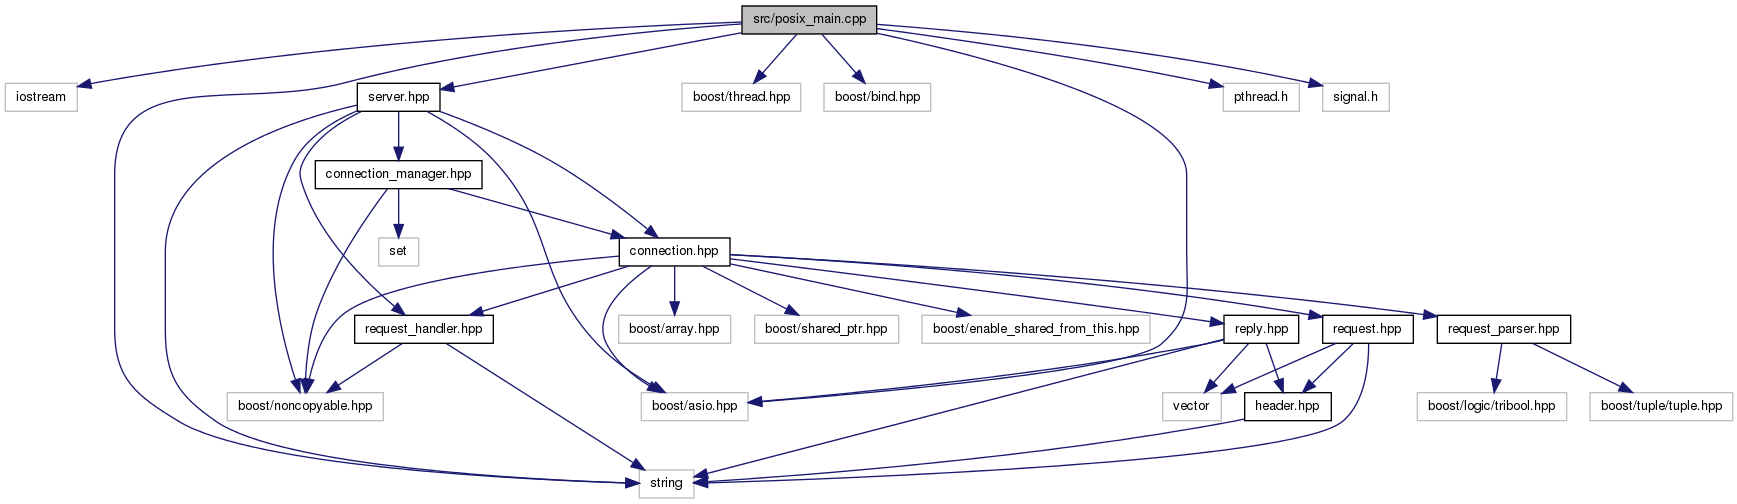 src/posix_main.cpp
iostream
server.hpp
boost/thread.hpp
boost/bind.hpp
pthread.h
signal.h
connection_manager.hpp
set
connection.hpp
request_handler.hpp
boost/array.hpp
boost/shared_ptr.hpp
boost/enable_shared_from_this.hpp
reply.hpp
request.hpp
request_parser.hpp
boost/noncopyable.hpp
boost/asio.hpp
vector
header.hpp
boost/logic/tribool.hpp
boost/tuple/tuple.hpp
string